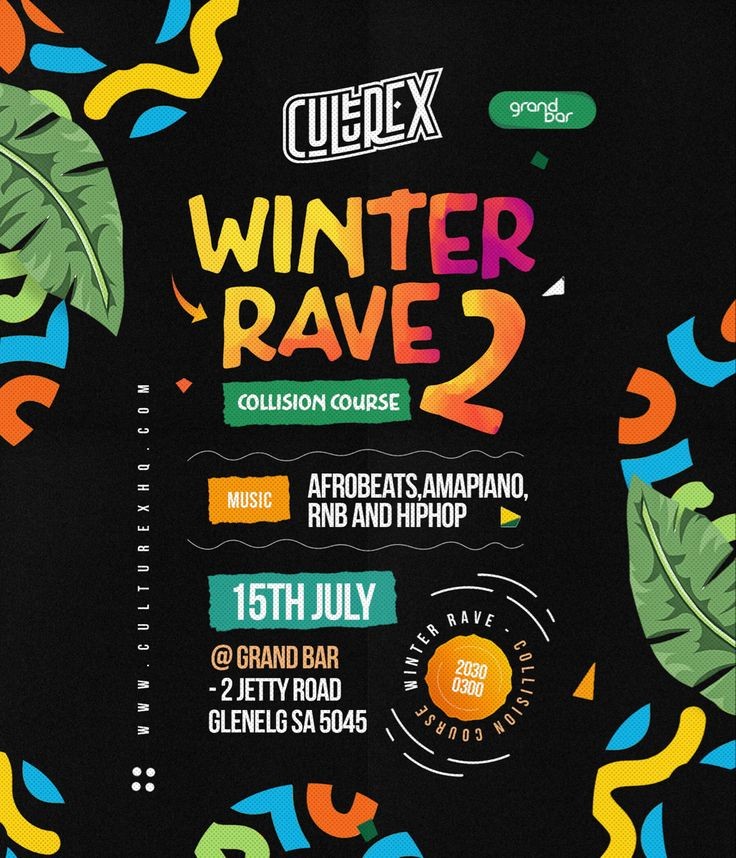 CULTUREX
grand
bar
WINTER
RAVE 2
COLLISION COURSE
MUSIC
AFROBEATS,AMAPIANO,
RNB AND HIPHOP
15TH JULY
@ GRAND BAR
- 2 JETTY ROAD
GLENELG SA 5045
WINTER RAVE - COLLISION COURSE
2030
0300
WWW.CULTUREXHQ.COM